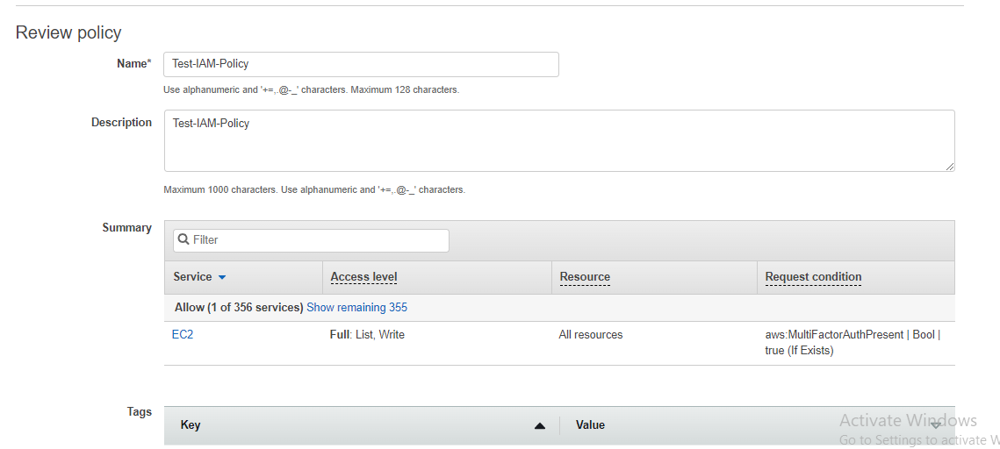 Review policy
Name* Test-IAM-Policy
Use alphanumeric and '+=,.@-_' characters. Maximum 128 characters.
Description Test-IAM-Policy
Maximum 1000 characters. Use alphanumeric and '+=,.@-_' characters.
Summary Filter
Service Access level Resource Request condition
Allow (1 of 356 services) Show remaining 355
EC2 Full: List, Write All resources aws:MultiFactorAuthPresent | Bool |
true (If Exists)
Tags Key Value
Activate Windows
Go to Settings to activate W